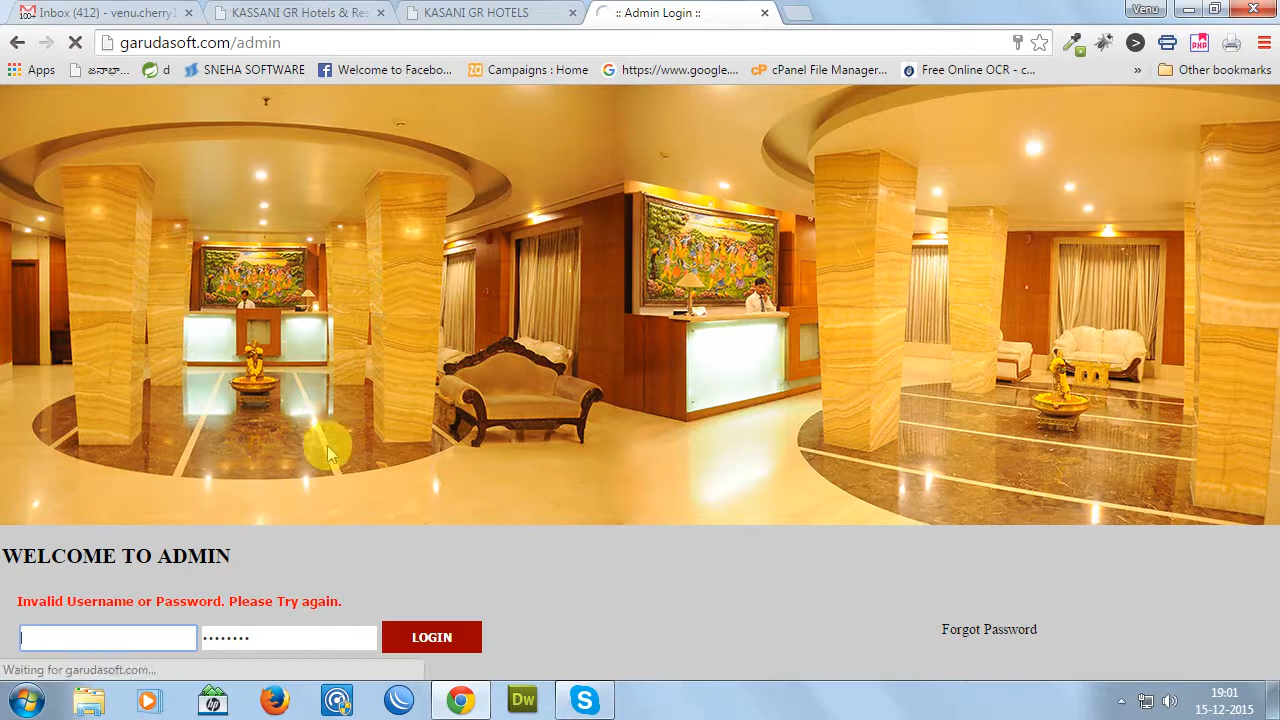 Inbox (412) - venu.cherry1
KASSANI GR Hotels & Res
KASANI GR HOTELS
:: Admin Login ::
Venu
garudasoft.com/admin
Apps
d
SNEHA SOFTWARE
Welcome to Facebo...
Campaigns : Home
https://www.google....
cPanel File Manager...
Free Online OCR - c...
»
Other bookmarks
WELCOME TO ADMIN
Invalid Username or Password. Please Try again.
LOGIN
Forgot Password
Waiting for garudasoft.com...
19:01
15-12-2015